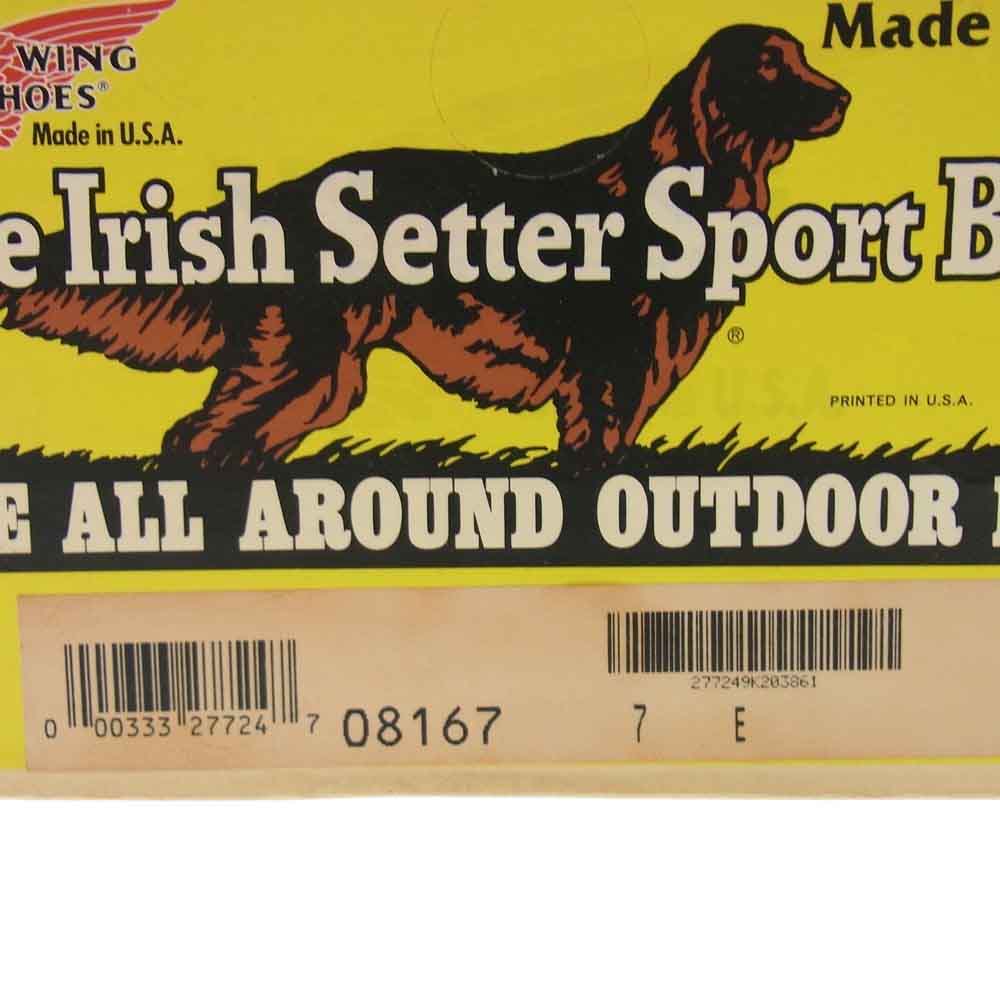 WING
HOES®
Made in U.S.A.
Made
e Irish Setter Sport B
®
PRINTED IN U.S.A.
E ALL AROUND OUTDOOR
0 00333 27724 7
08167
277249K203861
7 E